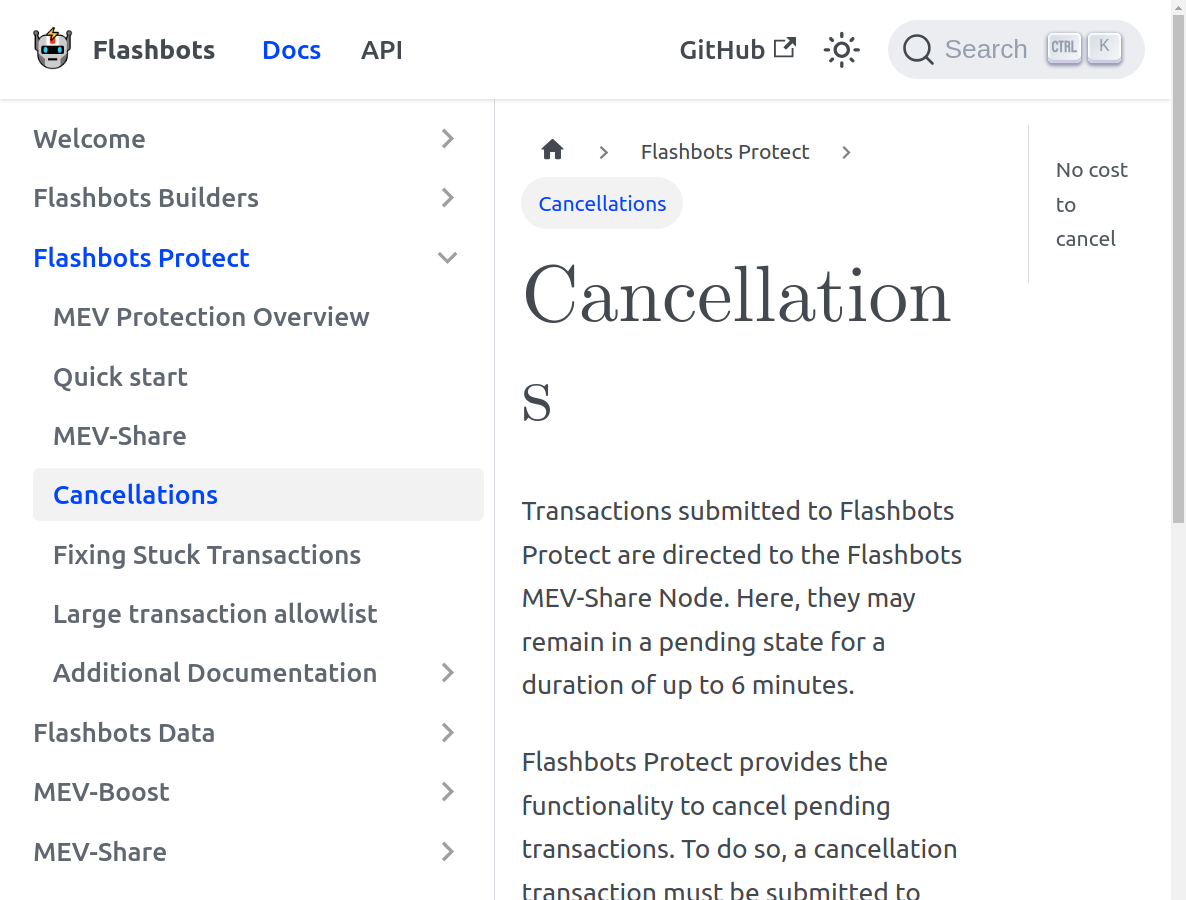 Flashbots Docs API GitHub Search CTRL K
Welcome
Flashbots Builders
Flashbots Protect
MEV Protection Overview
Quick start
MEV-Share
Cancellations
Fixing Stuck Transactions
Large transaction allowlist
Additional Documentation
Flashbots Data
MEV-Boost
MEV-Share
Flashbots Protect
Cancellations
Cancellation
s
Transactions submitted to Flashbots
Protect are directed to the Flashbots
MEV-Share Node. Here, they may
remain in a pending state for a
duration of up to 6 minutes.
Flashbots Protect provides the
functionality to cancel pending
transactions. To do so, a cancellation
transaction must be submitted to
No cost
to
cancel